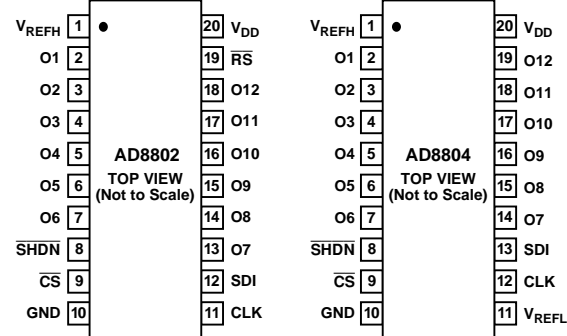 VREFH 1 20 VDD
O1 2 19 RS
O2 3 18 O12
O3 4 17 O11
O4 5 AD8802 16 O10
TOP VIEW
(Not to Scale)
O5 6 15 O9
O6 7 14 O8
SHDN 8 13 O7
CS 9 12 SDI
GND 10 11 CLK
VREFH 1 20 VDD
O1 2 19 O12
O2 3 18 O11
O3 4 17 O10
O4 5 AD8804 16 O9
TOP VIEW
(Not to Scale)
O5 6 15 O8
O6 7 14 O7
SHDN 8 13 SDI
CS 9 12 CLK
GND 10 11 VREFL